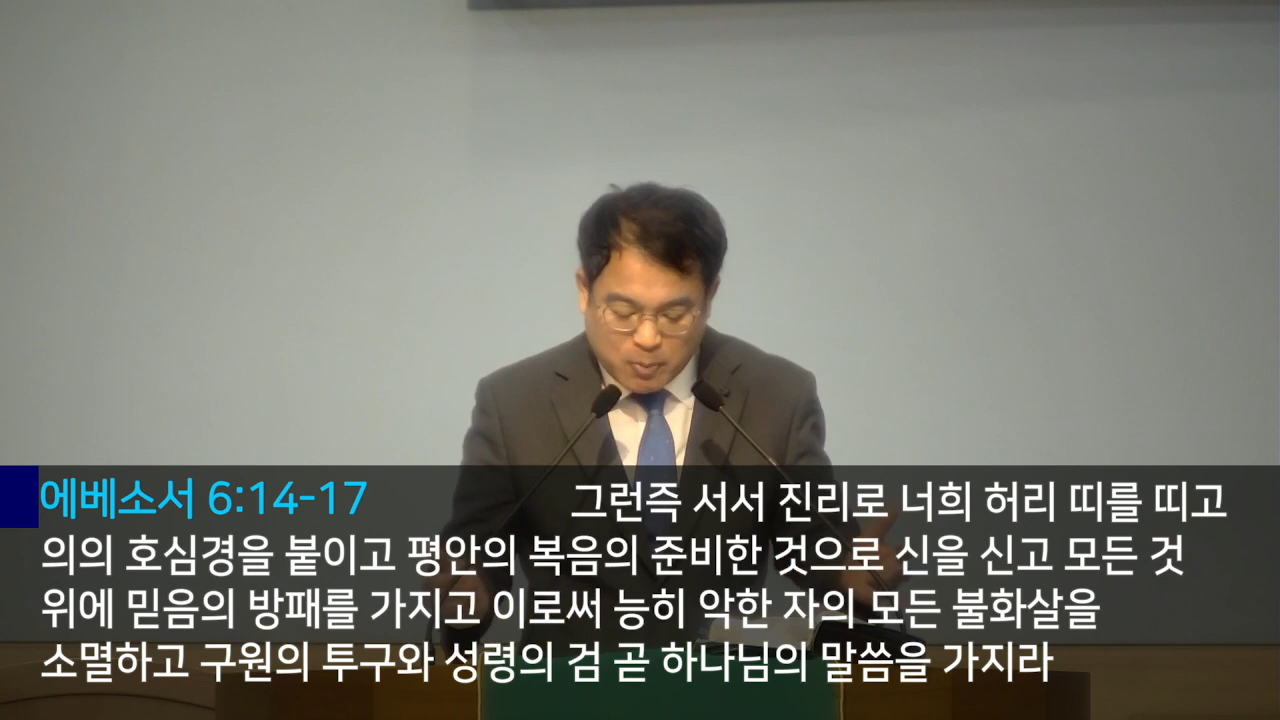 에베소서 6:14-17 그런즉 서서 진리로 너희 허리 띠를 띠고
의의 호심경을 붙이고 평안의 복음의 준비한 것으로 신을 신고 모든 것
위에 믿음의 방패를 가지고 이로써 능히 악한 자의 모든 불화살을
소멸하고 구원의 투구와 성령의 검 곧 하나님의 말씀을 가지라